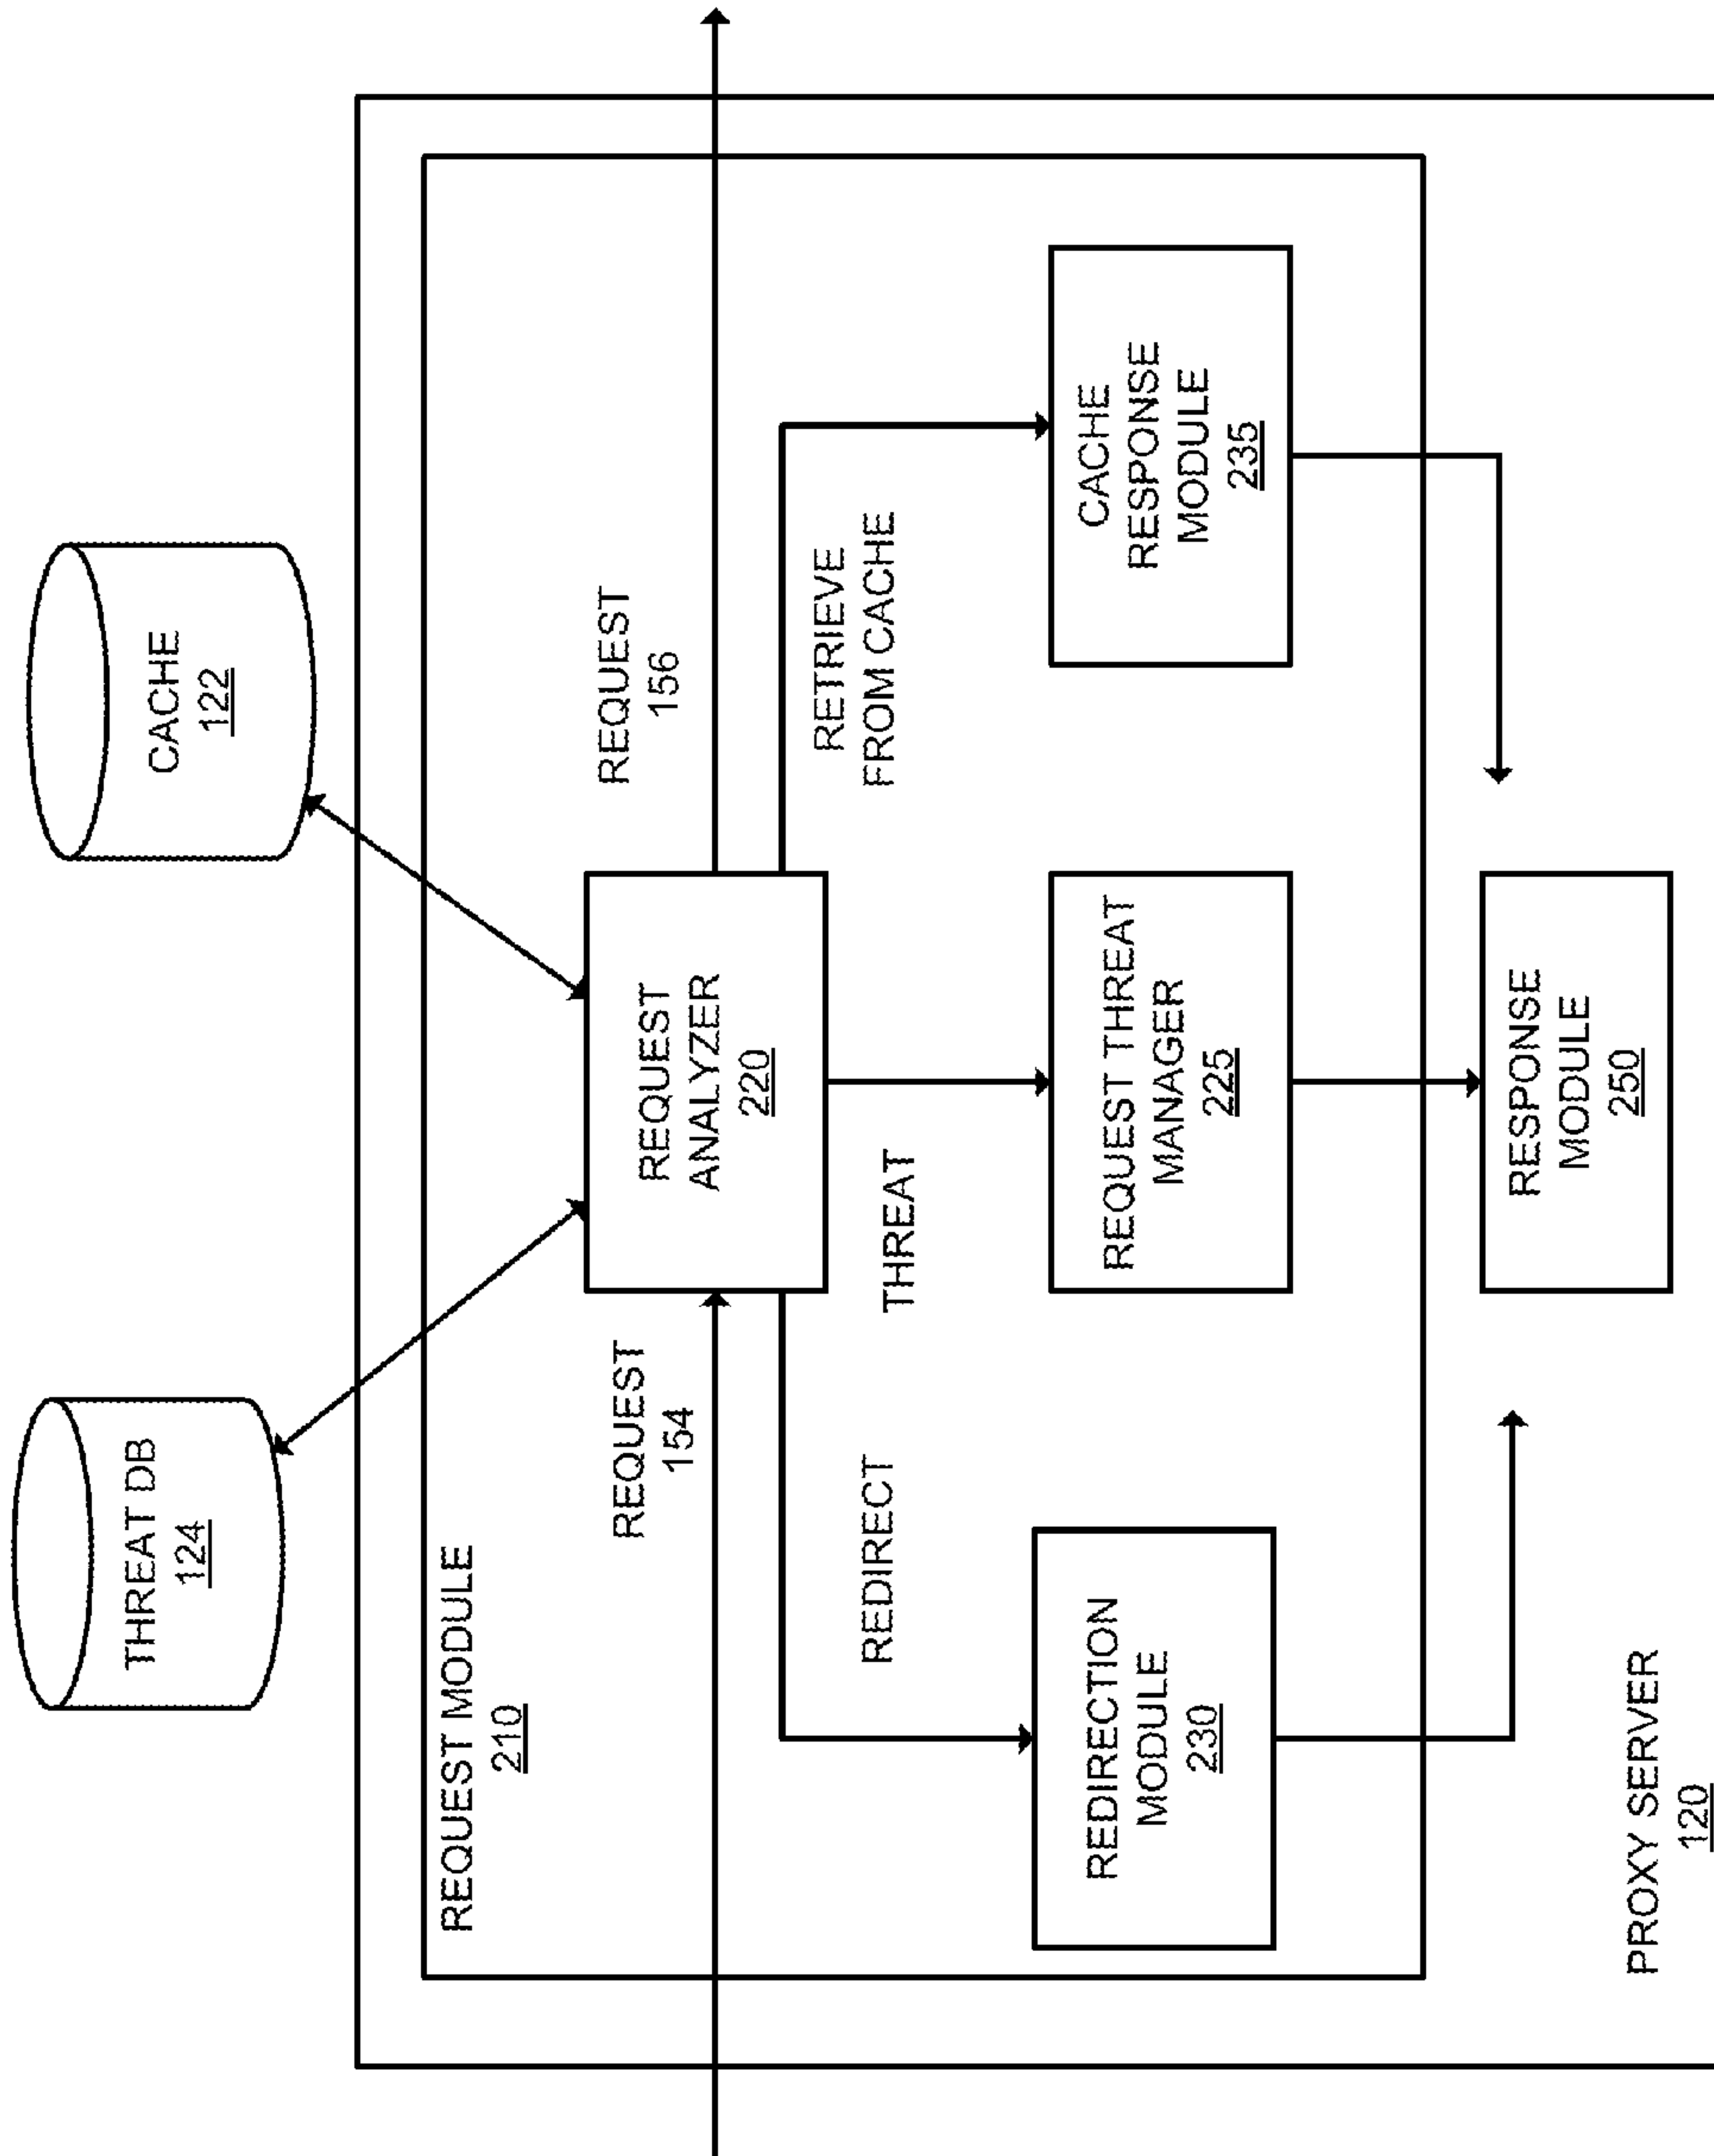 THREAT DB
124
CACHE
122
REQUEST MODULE
210
REQUEST
154
REQUEST
156
REQUEST
ANALYZER
220
REDIRECT
THREAT
RETRIEVE
FROM CACHE
REDIRECTION
MODULE
230
REQUEST THREAT
MANAGER
225
CACHE
RESPONSE
MODULE
235
RESPONSE
MODULE
250
PROXY SERVER
120